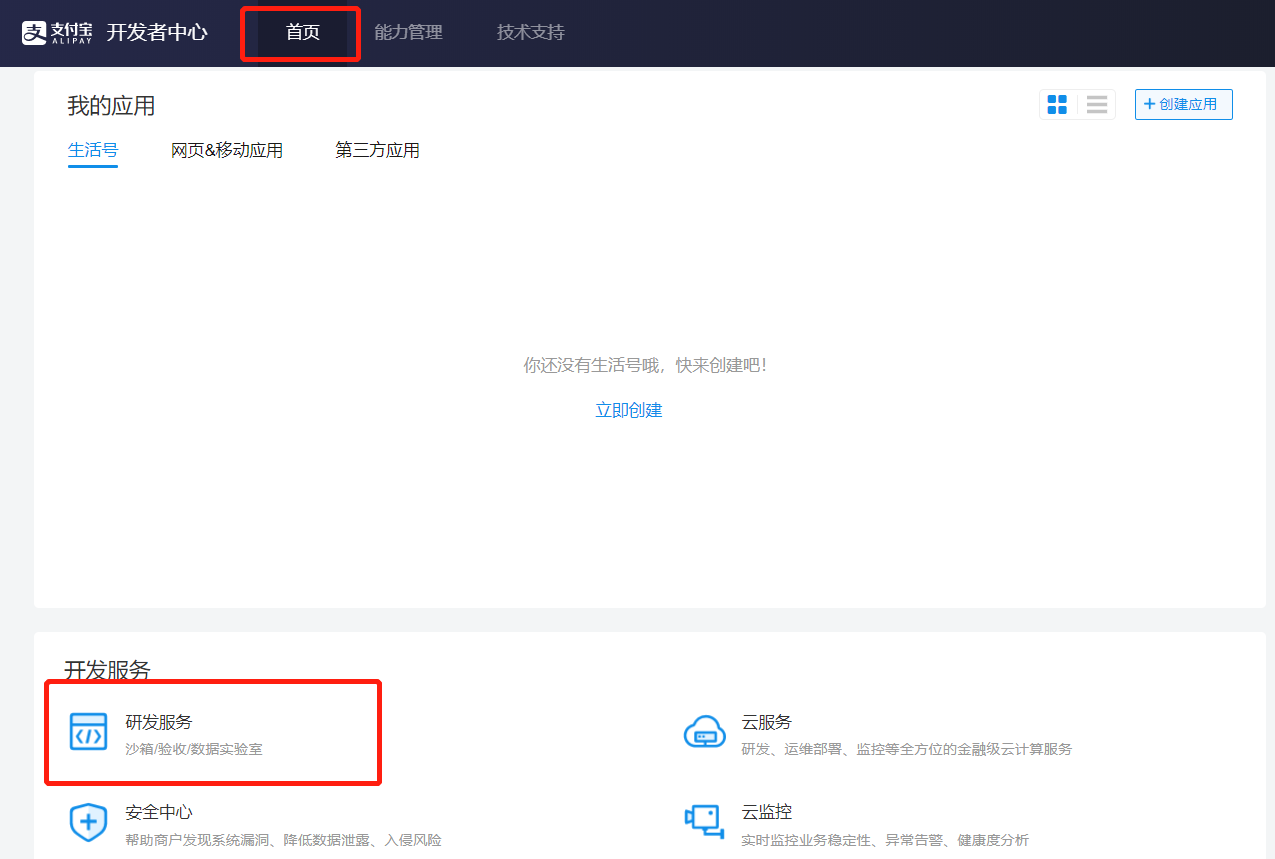 支付宝 ALIPAY 开发者中心 首页 能力管理 技术支持
我的应用
+ 创建应用
生活号 网页&移动应用 第三方应用
你还没有生活号哦，快来创建吧！
立即创建
开发服务
研发服务
沙箱/验收/数据实验室
云服务
研发、运维部署、监控等全方位的金融级云计算服务
安全中心
帮助商户发现系统漏洞、降低数据泄露、入侵风险
云监控
实时监控业务稳定性、异常告警、健康度分析